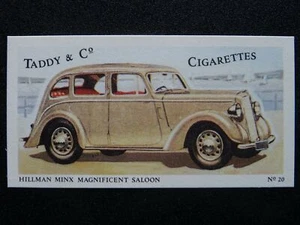 TADDY & CO CIGARETTES
HILLMAN MINX MAGNIFICENT SALOON NO 20